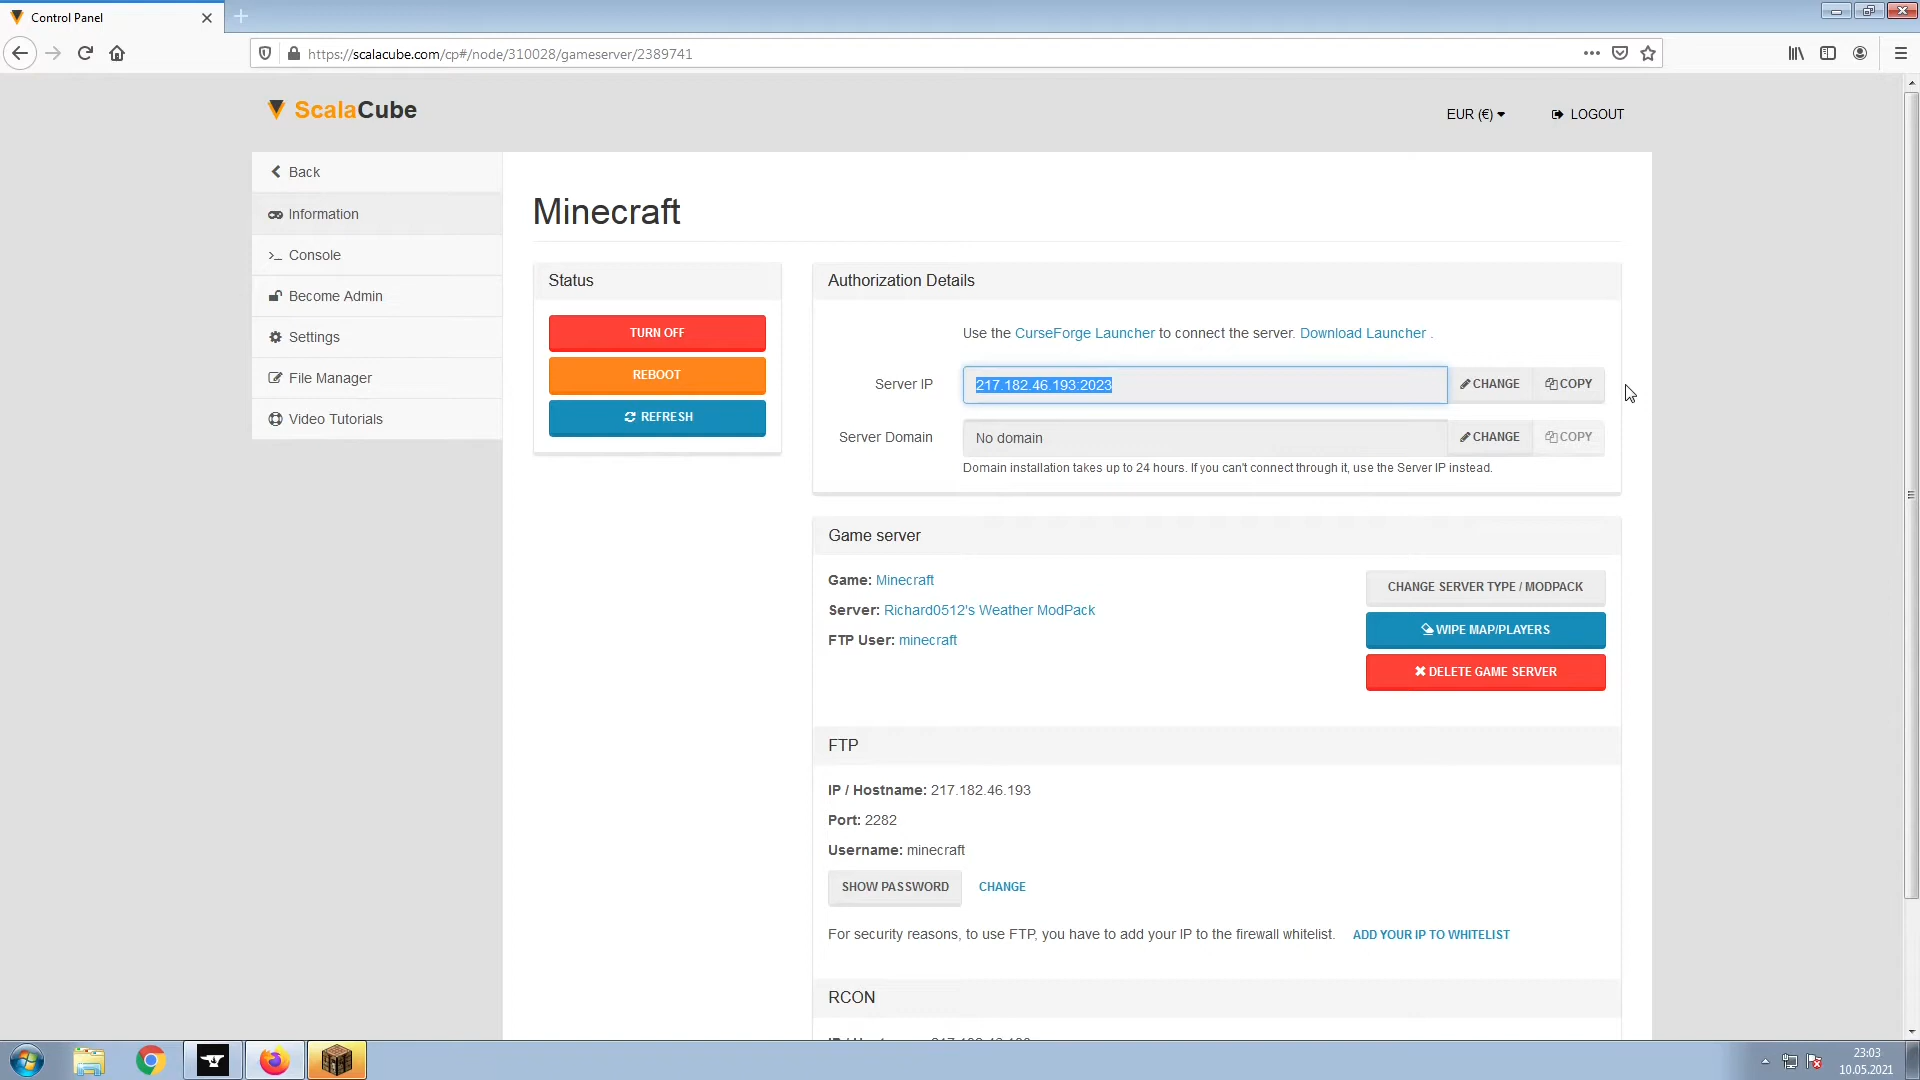 Control Panel
https://scalacube.com/cp#/node/310028/gameserver/2389741
ScalaCube
EUR (€)
LOGOUT
Back
Information
Console
Become Admin
Settings
File Manager
Video Tutorials
Minecraft
Status
TURN OFF
REBOOT
REFRESH
Authorization Details
Use the CurseForge Launcher to connect the server. Download Launcher .
Server IP
217.182.46.193:2023
CHANGE
COPY
Server Domain
No domain
CHANGE
COPY
Domain installation takes up to 24 hours. If you can't connect through it, use the Server IP instead.
Game server
Game: Minecraft
Server: Richard0512's Weather ModPack
FTP User: minecraft
CHANGE SERVER TYPE / MODPACK
WIPE MAP/PLAYERS
DELETE GAME SERVER
FTP
IP / Hostname: 217.182.46.193
Port: 2282
Username: minecraft
SHOW PASSWORD
CHANGE
For security reasons, to use FTP, you have to add your IP to the firewall whitelist.
ADD YOUR IP TO WHITELIST
RCON
23:03
10.05.2021